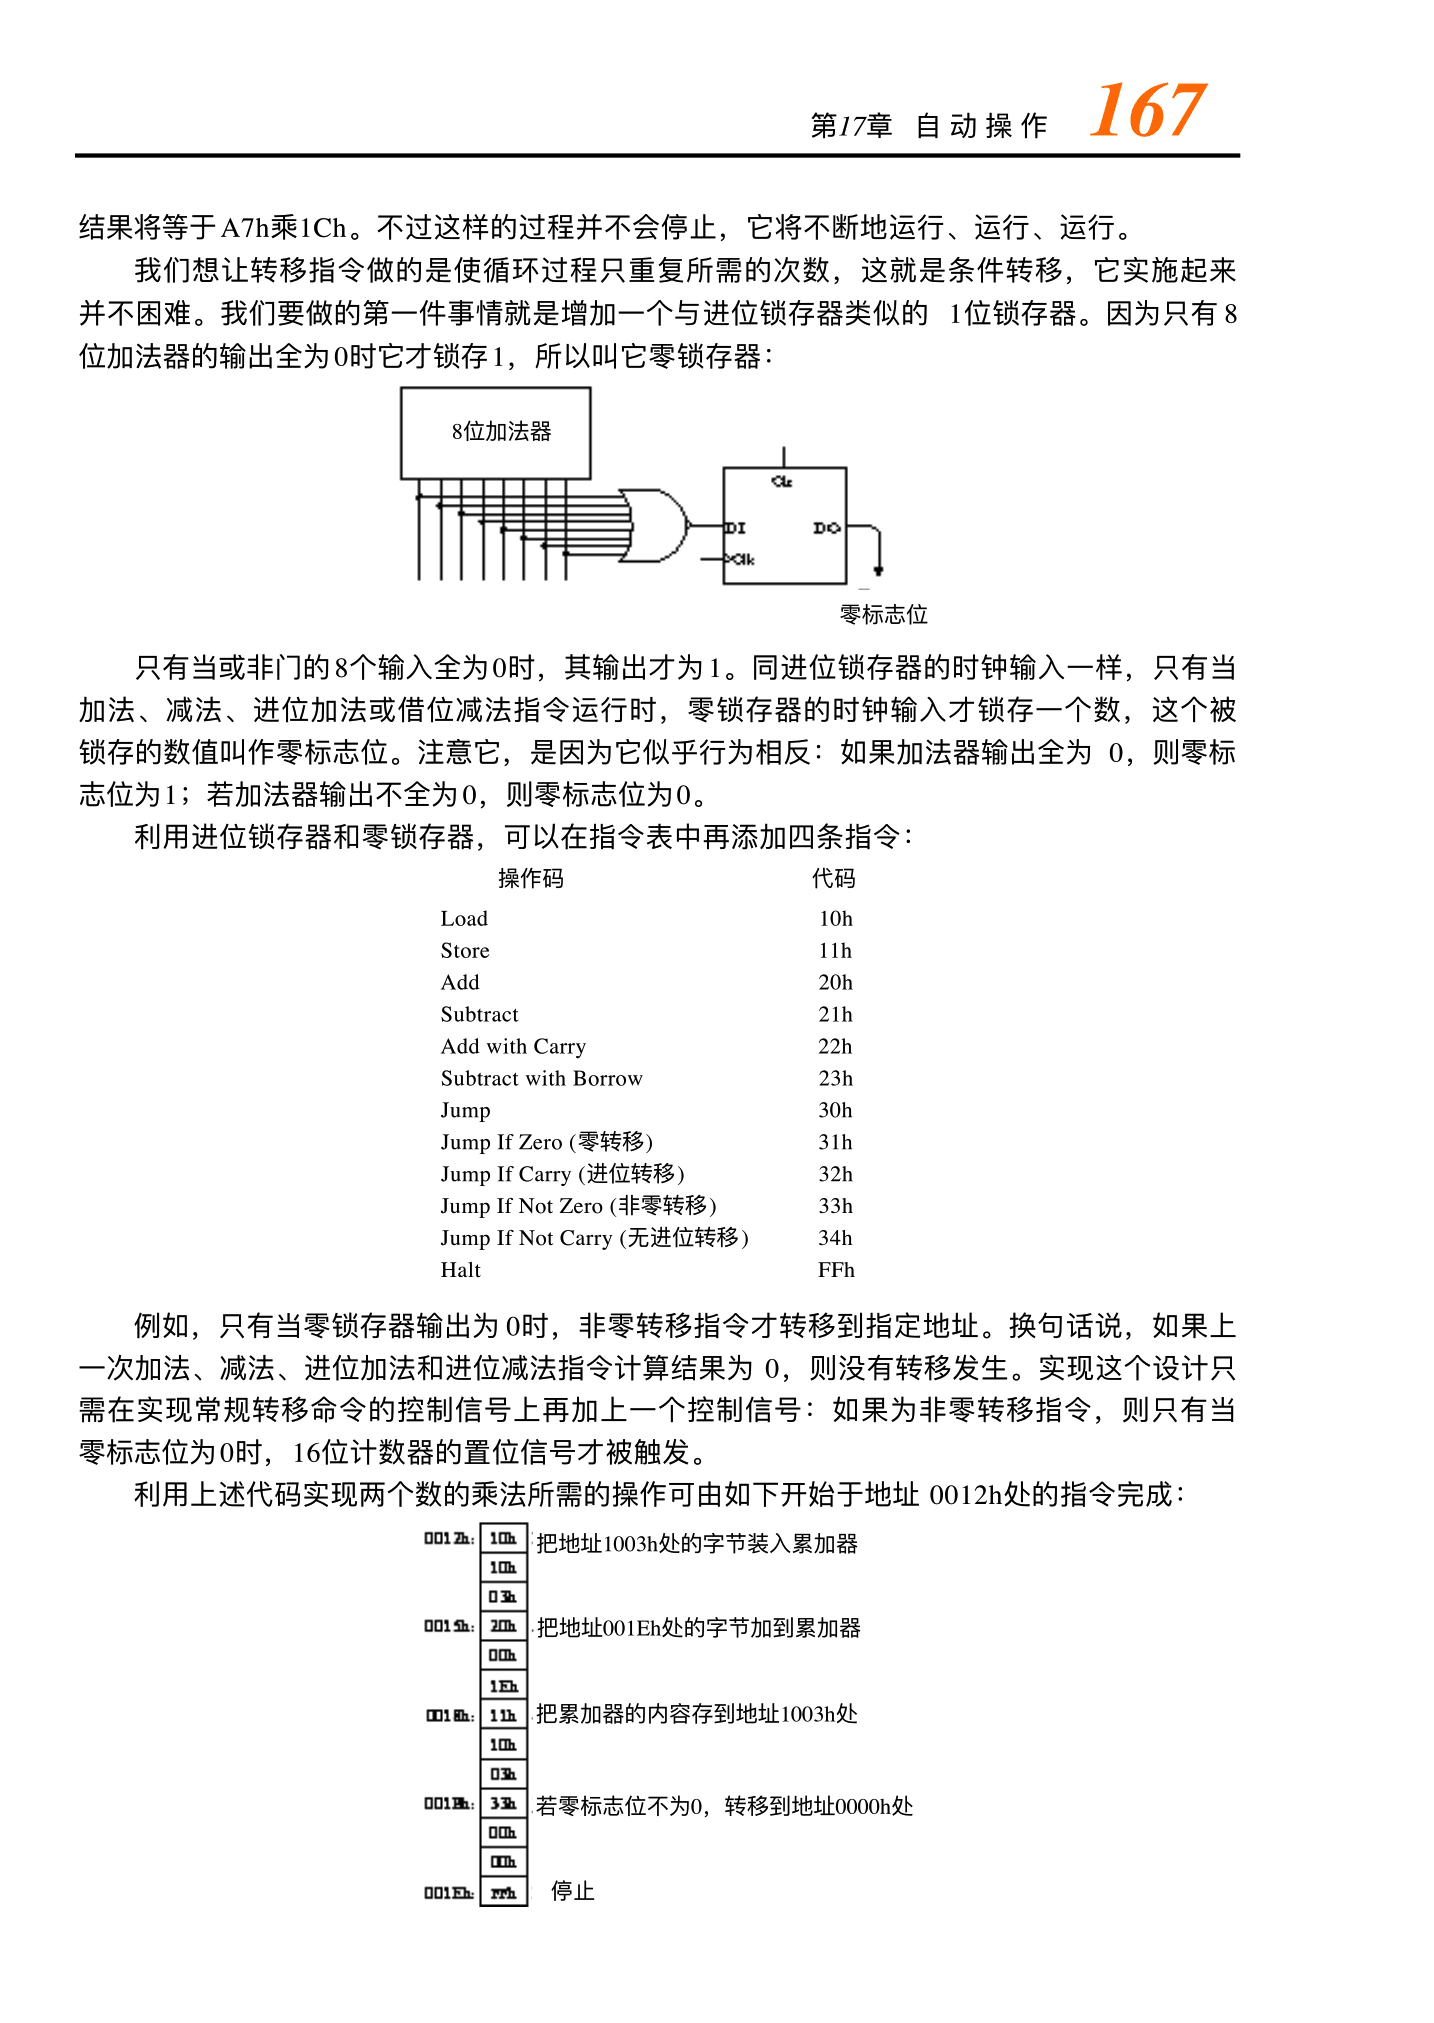 第17章 自动操作 167
结果将等于A7h乘1Ch。不过这样的过程并不会停止，它将不断地运行、运行、运行。
我们想让转移指令做的是使循环过程只重复所需的次数，这就是条件转移，它实施起来
并不困难。我们要做的第一件事情就是增加一个与进位锁存器类似的 1位锁存器。因为只有8
位加法器的输出全为0时它才锁存1，所以叫它零锁存器：
8位加法器
Clr
DI DO
Clk
零标志位
只有当或非门的8个输入全为0时，其输出才为1。同进位锁存器的时钟输入一样，只有当
加法、减法、进位加法或借位减法指令运行时，零锁存器的时钟输入才锁存一个数，这个被
锁存的数值叫作零标志位。注意它，是因为它似乎行为相反：如果加法器输出全为 0，则零标
志位为1；若加法器输出不全为0，则零标志位为0。
利用进位锁存器和零锁存器，可以在指令表中再添加四条指令：
操作码 代码
Load 10h
Store 11h
Add 20h
Subtract 21h
Add with Carry 22h
Subtract with Borrow 23h
Jump 30h
Jump If Zero (零转移) 31h
Jump If Carry (进位转移) 32h
Jump If Not Zero (非零转移) 33h
Jump If Not Carry (无进位转移) 34h
Halt FFh
例如，只有当零锁存器输出为 0时，非零转移指令才转移到指定地址。换句话说，如果上
一次加法、减法、进位加法和进位减法指令计算结果为 0，则没有转移发生。实现这个设计只
需在实现常规转移命令的控制信号上再加上一个控制信号：如果为非零转移指令，则只有当
零标志位为0时，16位计数器的置位信号才被触发。
利用上述代码实现两个数的乘法所需的操作可由如下开始于地址 0012h处的指令完成：
0012h: 10h 把地址1003h处的字节装入累加器
10h
03h
0015h: 20h 把地址001Eh处的字节加到累加器
00h
1Eh
0018h: 11h 把累加器的内容存到地址1003h处
10h
03h
001Bh: 33h 若零标志位不为0，转移到地址0000h处
00h
00h
001Eh: FFh 停止